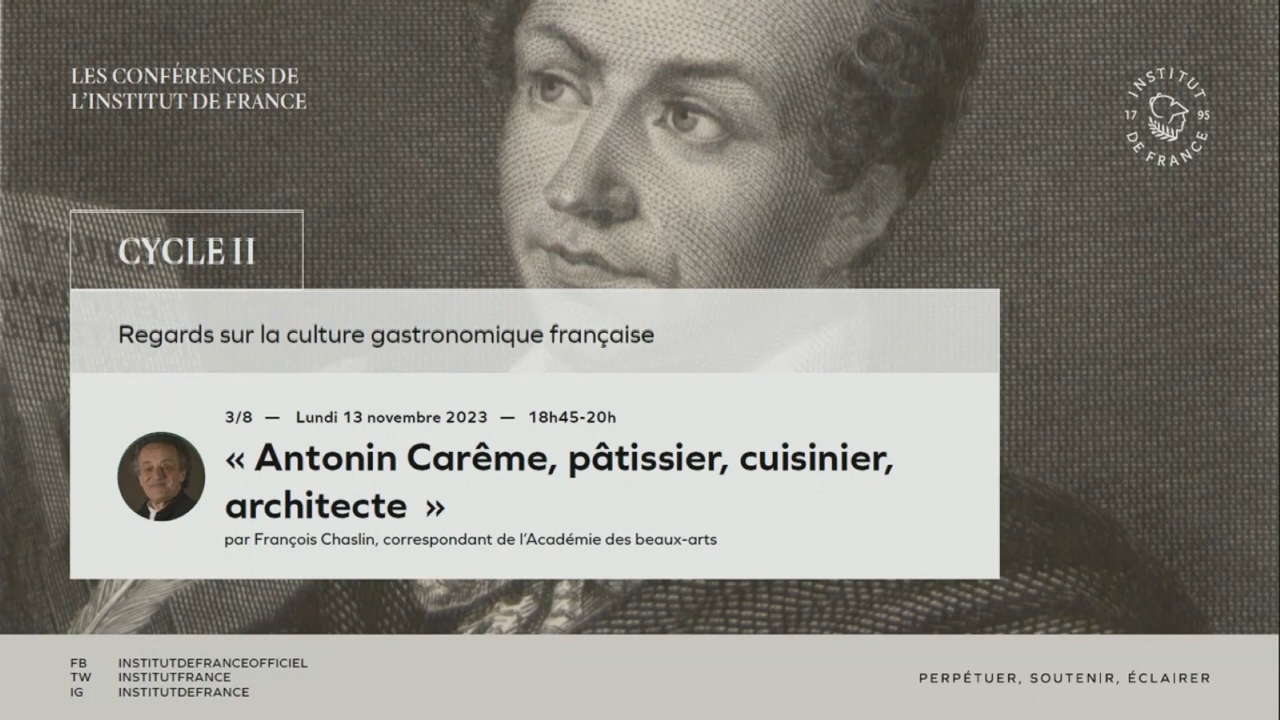 LES CONFÉRENCES DE
L'INSTITUT DE FRANCE
INSTITUT
17 95
DE FRANCE
CYCLE II
Regards sur la culture gastronomique française
3/8 — Lundi 13 novembre 2023 — 18h45-20h
« Antonin Carême, pâtissier, cuisinier,
architecte »
par François Chaslin, correspondant de l'Académie des beaux-arts
FB INSTITUTDEFRANCEOFFICIEL
TW INSTITUTFRANCE
IG INSTITUTDEFRANCE
PERPÉTUER, SOUTENIR, ÉCLAIRER